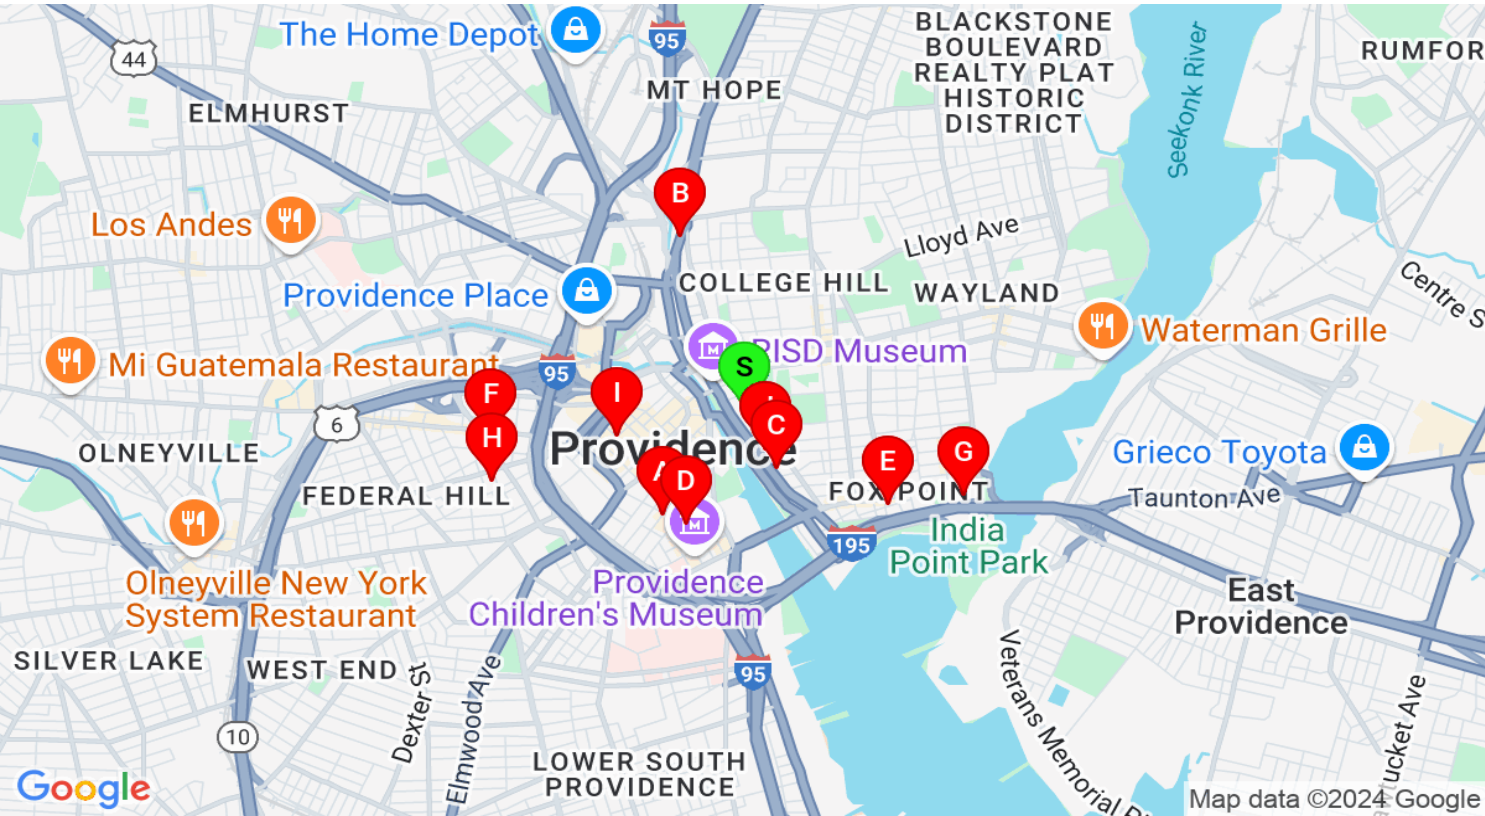 The Home Depot
95
44
BLACKSTONE
BOULEVARD
REALTY PLAT
HISTORIC
DISTRICT
RUMFOR
MT HOPE
ELMHURST
Seekonk River
B
Los Andes
Lloyd Ave
COLLEGE HILL
WAYLAND
Centre S
Providence Place
Waterman Grille
RISD Museum
S
Mi Guatemala Restaurant
95
F
I
C
6
H
Providence
OLNEYVILLE
E
G
Grieco Toyota
A
D
FEDERAL HILL
FOX POINT
Taunton Ave
195
India
Point Park
Olneyville New York
System Restaurant
Providence
Children's Museum
East
Providence
SILVER LAKE
WEST END
Dexter St
Elmwood Ave
95
Veterans Memorial
10
LOWER SOUTH
PROVIDENCE
wtucket Ave
Google
Map data ©2024 Google